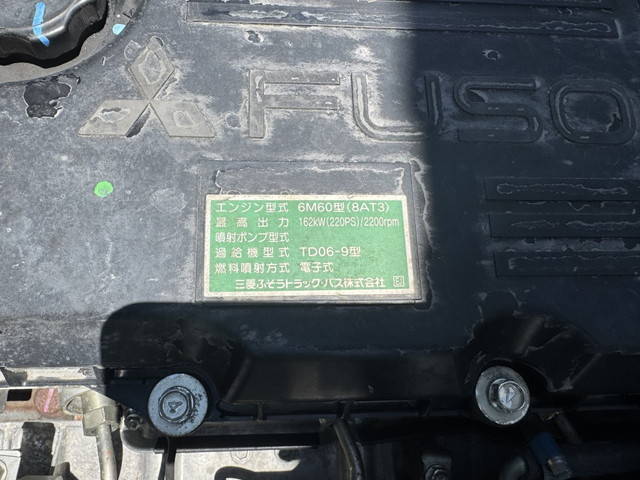 FUSO
エンジン型式 6M60型(8AT3)
最高出力 162kW(220PS)/2200rpm
噴射ポンプ型式
過給機型式 TD06-9型
燃料噴射方式 電子式
三菱ふそうトラック・バス株式会社
4
4